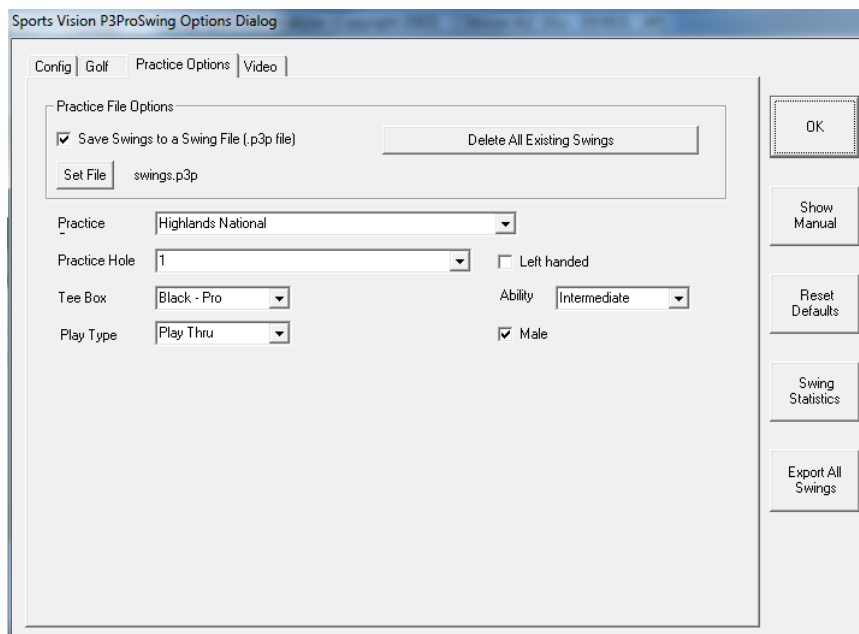 Sports Vision P3ProSwing Options Dialog
Config Golf Practice Options Video
Practice File Options
Save Swings to a Swing File (.p3p file) Delete All Existing Swings
Set File swings.p3p
Practice Highlands National
Practice Hole 1 Left handed
Tee Box Black - Pro Ability Intermediate
Play Type Play Thru Male
OK
Show
Manual
Reset
Defaults
Swing
Statistics
Export All
Swings